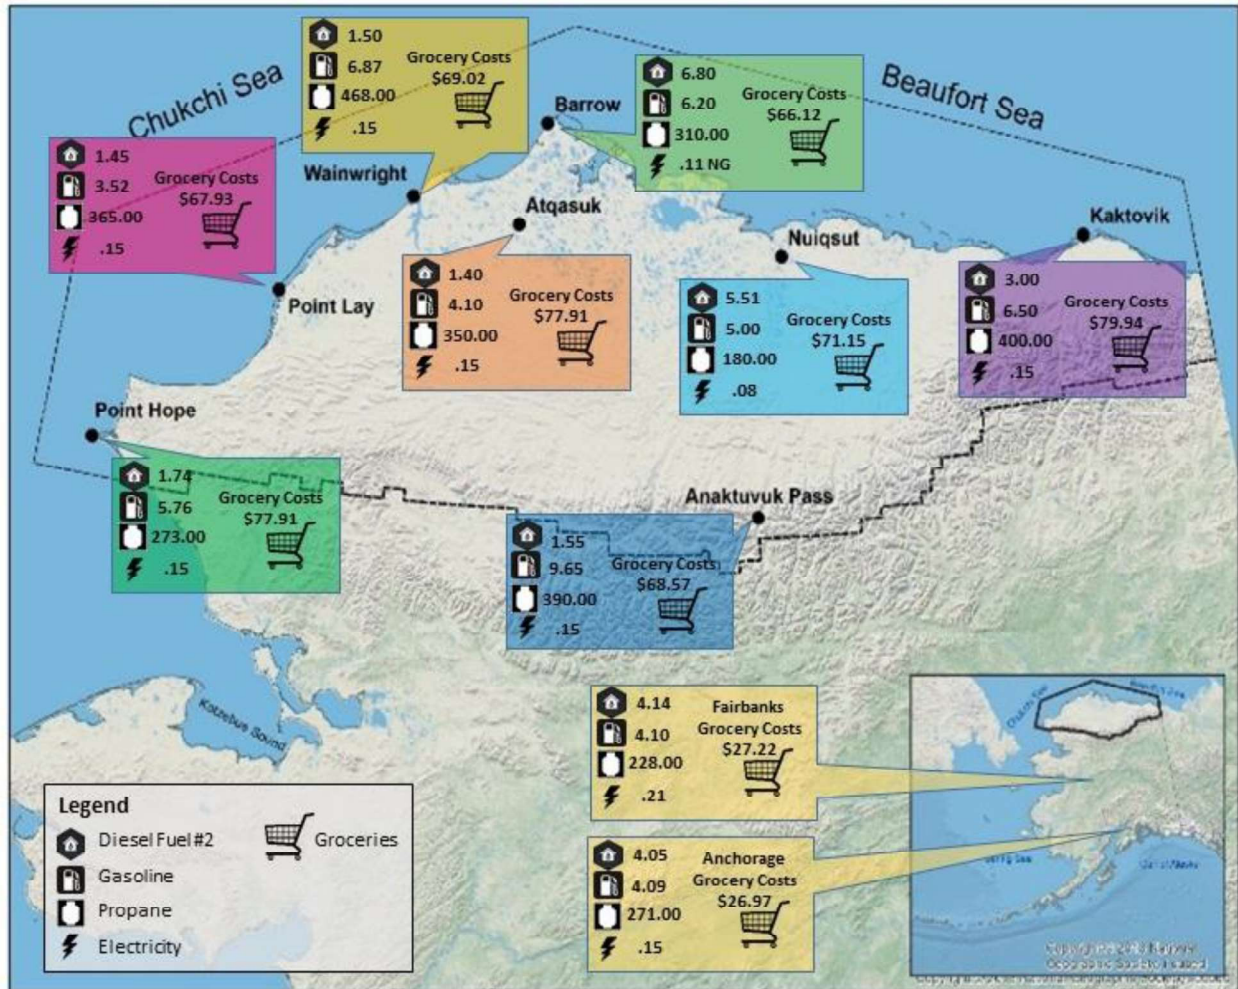 Chukchi Sea
Beaufort Sea
1.50
6.87
468.00
.15
Grocery Costs
$69.02
Wainwright
6.80
6.20
310.00
.11 NG
Grocery Costs
$66.12
Barrow
1.45
3.52
365.00
.15
Grocery Costs
$67.93
Point Lay
Atqasuk
1.40
4.10
350.00
.15
Grocery Costs
$77.91
Nuiqsut
5.51
5.00
180.00
.08
Grocery Costs
$71.15
Kaktovik
3.00
6.50
400.00
.15
Grocery Costs
$79.94
Point Hope
1.74
5.76
273.00
.15
Grocery Costs
$77.91
Anaktuvuk Pass
1.55
9.65
390.00
.15
Grocery Costs
$68.57
Kotzebue Sound
4.14
4.10
228.00
.21
Fairbanks
Grocery Costs
$27.22
4.05
4.09
271.00
.15
Anchorage
Grocery Costs
$26.97
Legend
Diesel Fuel #2
Groceries
Gasoline
Propane
Electricity
Chukchi Sea
Beaufort Sea